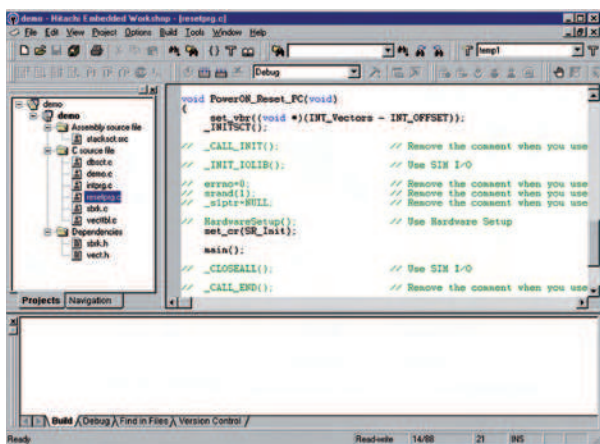 demo - Hitachi Embedded Workshop - [resetprg.c]
File Edit View Project Options Build Tools Window Help
temp1
Debug
demo
demo
Assembly source file
stacksct.src
C source file
dbsct.c
demo.c
intprg.c
resetprg.c
sbrk.c
vecttbl.c
Dependencies
sbrk.h
vect.h
Projects Navigation
void PowerON_Reset_PC(void)
{
set_vbr((void *)(INT_Vectors - INT_OFFSET));
_INITSCT();
// _CALL_INIT(); // Remove the comment when you use
// _INIT_IOLIB(); // Use SIM I/O
// errno=0; // Remove the comment when you use
// srand(1); // Remove the comment when you use
// _s1ptr=NULL; // Remove the comment when you use
// HardwareSetup(); // Use Hardware Setup
set_cr(SR_Init);
main();
// _CLOSEALL(); // Use SIM I/O
// _CALL_END(); // Remove the comment when you use
Build Debug Find in Files Version Control
Ready Read-write 14/88 21 INS